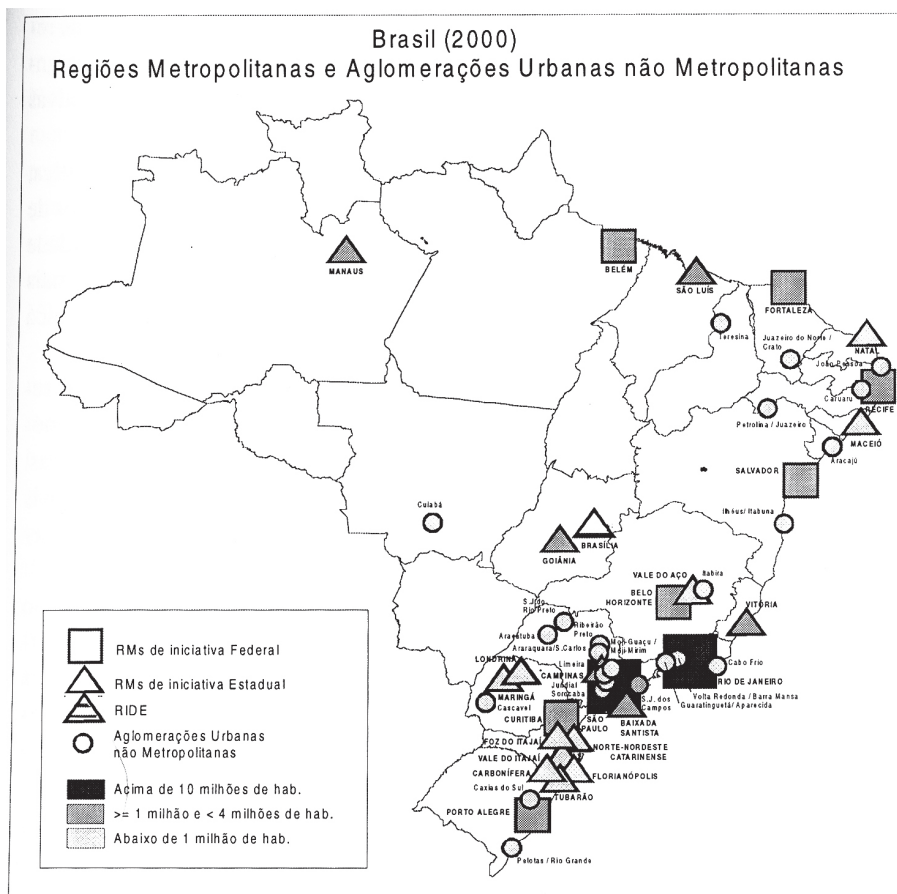 Brasil (2000)
Regiões Metropolitanas e Aglomerações Urbanas não Metropolitanas
MANAUS
BELÉM
SÃO LUÍS
FORTALEZA
Teresina
Juazeiro do Norte /
Crato
NATAL
João Pessoa
Caruaru
RECIFE
Petrolina / Juazeiro
MACEIÓ
Aracajú
SALVADOR
Ilhéus/ Itabuna
Cuiabá
GOIÂNIA
BRASÍLIA
VALE DO AÇO
Itabira
BELO
HORIZONTE
VITÓRIA
S.J. do
Rio Preto
Ribeirão
Preto
Araçatuba
Araraquara/S.Carlos
Mogi-Guaçu /
Mogi-Mirim
Limeira
LONDRINA
CAMPINAS
Jundiaí
Sorocaba
MARINGÁ
Cascavel
Cabo Frio
RIO DE JANEIRO
Volta Redonda / Barra Mansa
Guaratinguetá/ Aparecida
S.J. dos
Campos
SÃO
PAULO
BAIXADA
SANTISTA
CURITIBA
FOZ DO ITAJAÍ
NORTE-NORDESTE
CATARINENSE
VALE DO ITAJAÍ
CARBONÍFERA
FLORIANÓPOLIS
Caxias do Sul
TUBARÃO
PORTO ALEGRE
Pelotas / Rio Grande
RMs de iniciativa Federal
RMs de iniciativa Estadual
RIDE
Aglomerações Urbanas
não Metropolitanas
Acima de 10 milhões de hab.
>= 1 milhão e < 4 milhões de hab.
Abaixo de 1 milhão de hab.